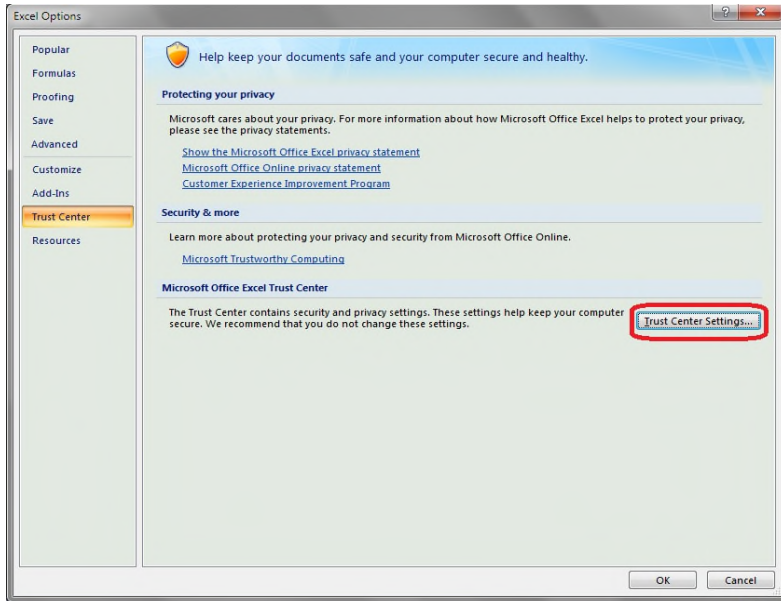 Excel Options
Popular
Formulas
Proofing
Save
Advanced
Customize
Add-Ins
Trust Center
Resources
Help keep your documents safe and your computer secure and healthy.
Protecting your privacy
Microsoft cares about your privacy. For more information about how Microsoft Office Excel helps to protect your privacy,
please see the privacy statements.
Show the Microsoft Office Excel privacy statement
Microsoft Office Online privacy statement
Customer Experience Improvement Program
Security & more
Learn more about protecting your privacy and security from Microsoft Office Online.
Microsoft Trustworthy Computing
Microsoft Office Excel Trust Center
The Trust Center contains security and privacy settings. These settings help keep your computer
secure. We recommend that you do not change these settings.
Trust Center Settings...
OK
Cancel